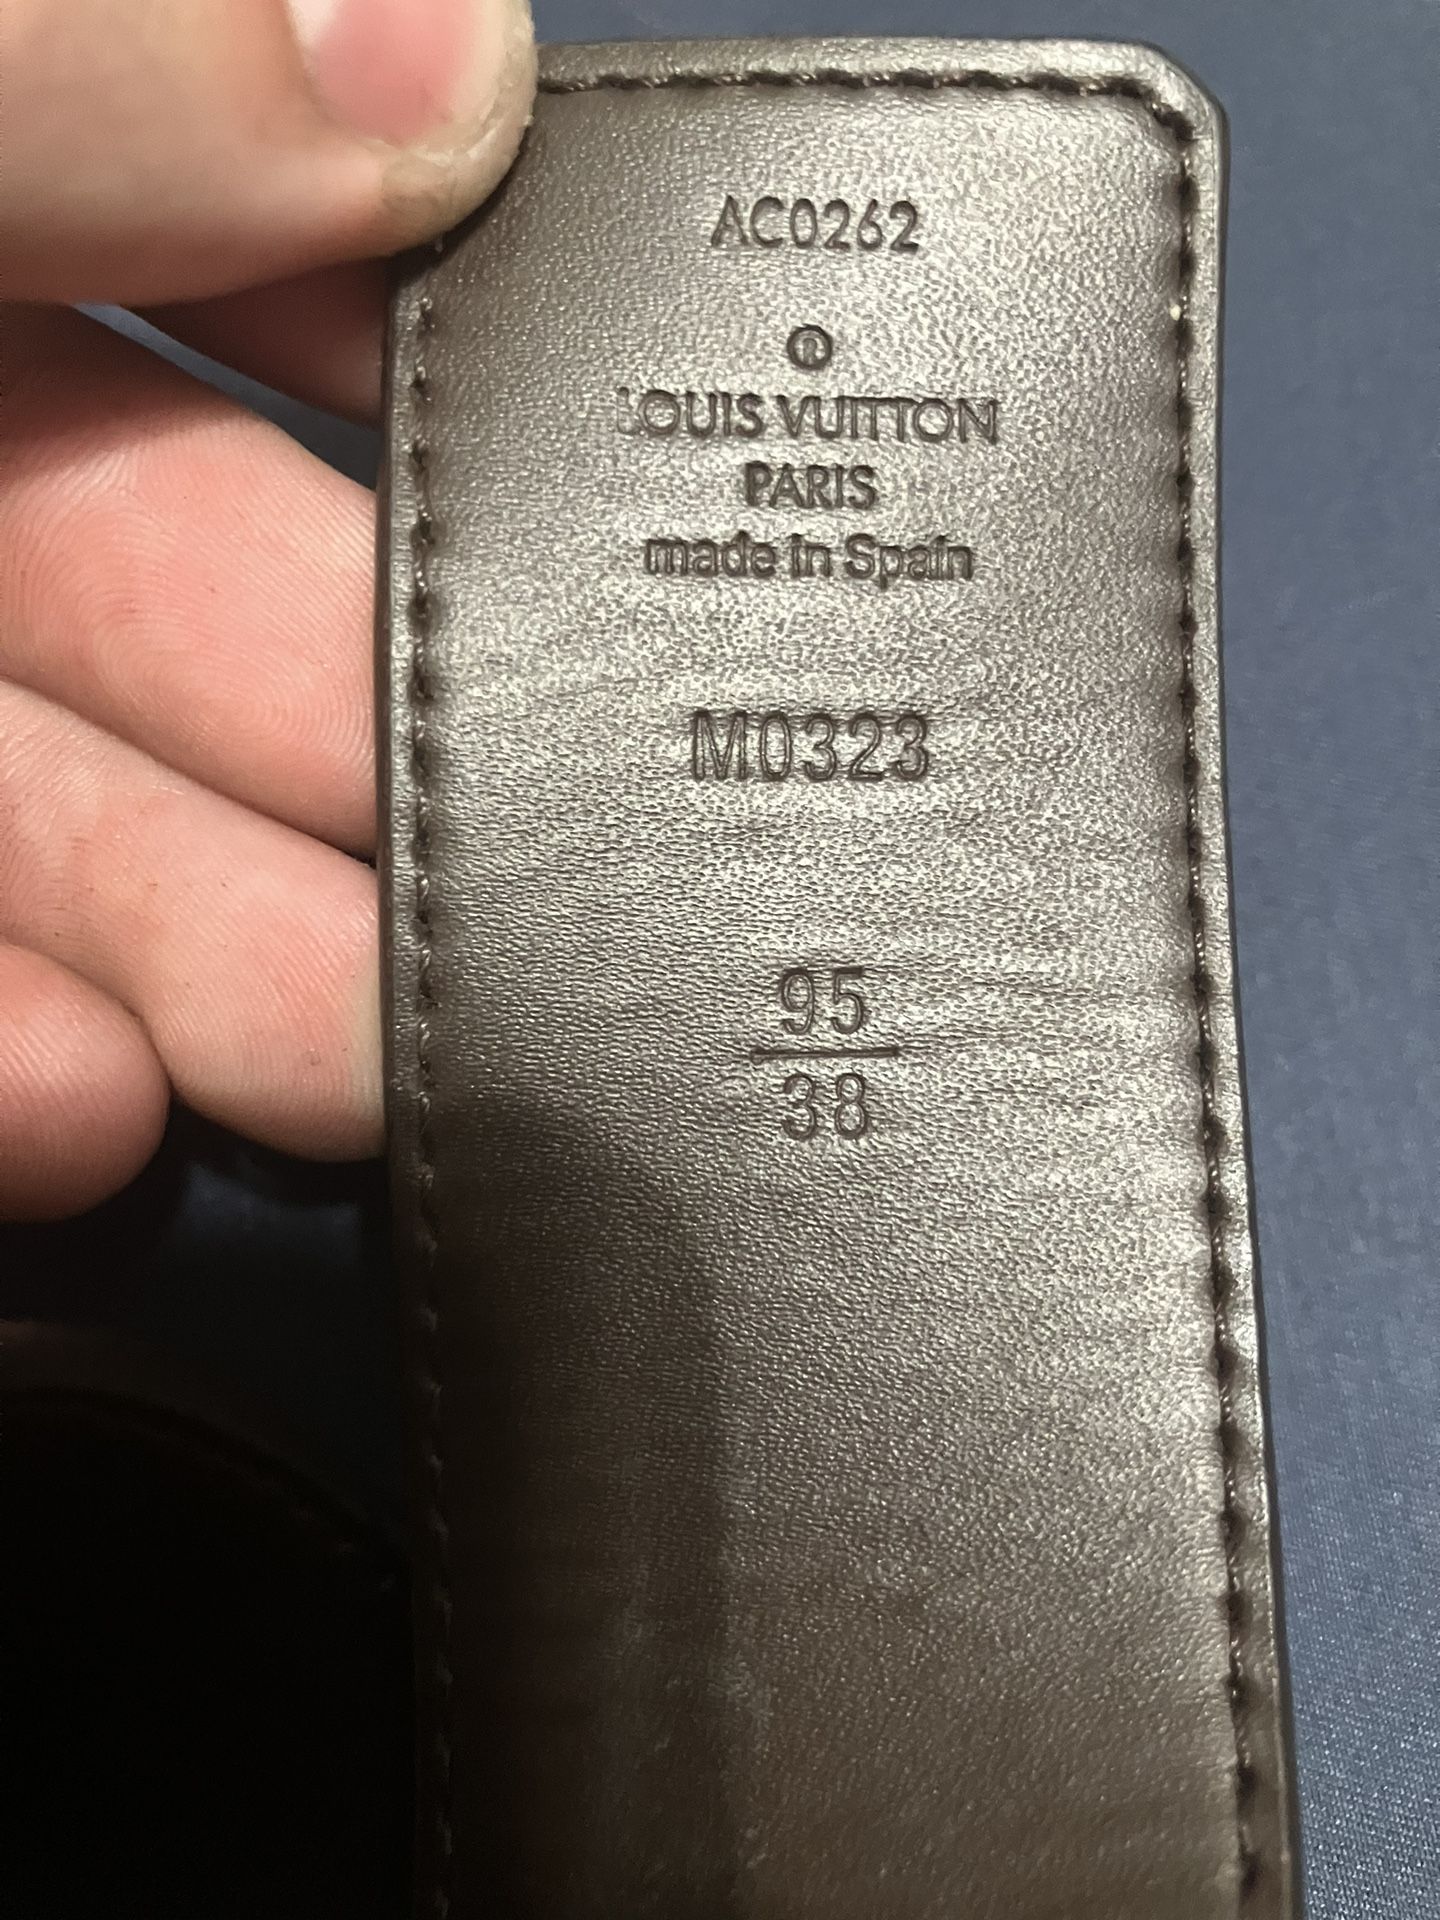 AC0262
®
LOUIS VUITTON
PARIS
made in Spain
M0323
95
38